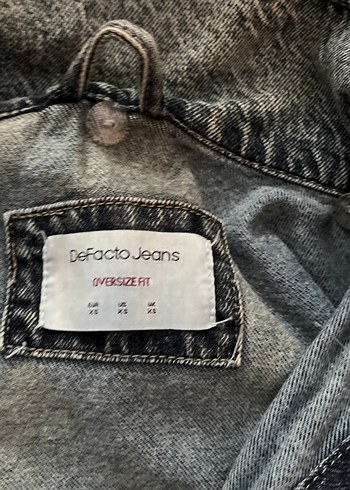 DeFacto Jeans
OVERSIZE FIT
EUR US UK
XS XS XS